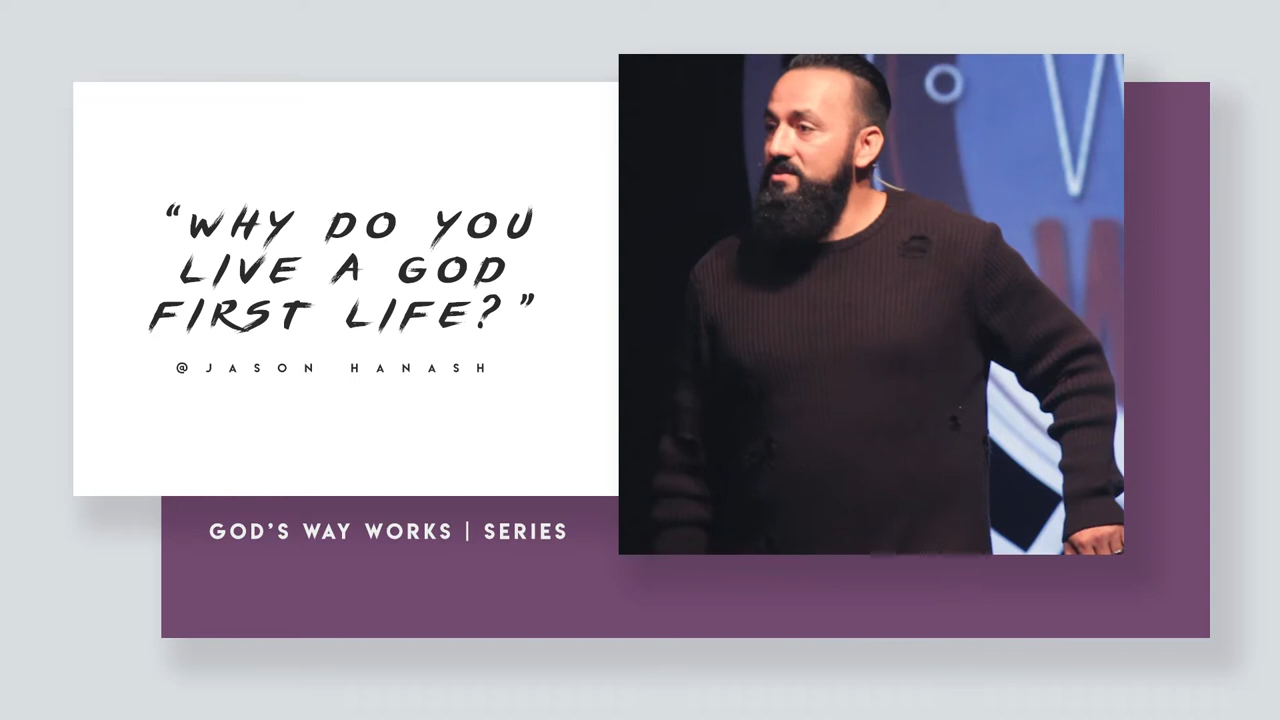 “WHY DO YOU
LIVE A GOD
FIRST LIFE?”
@JASON HANASH
GOD’S WAY WORKS | SERIES